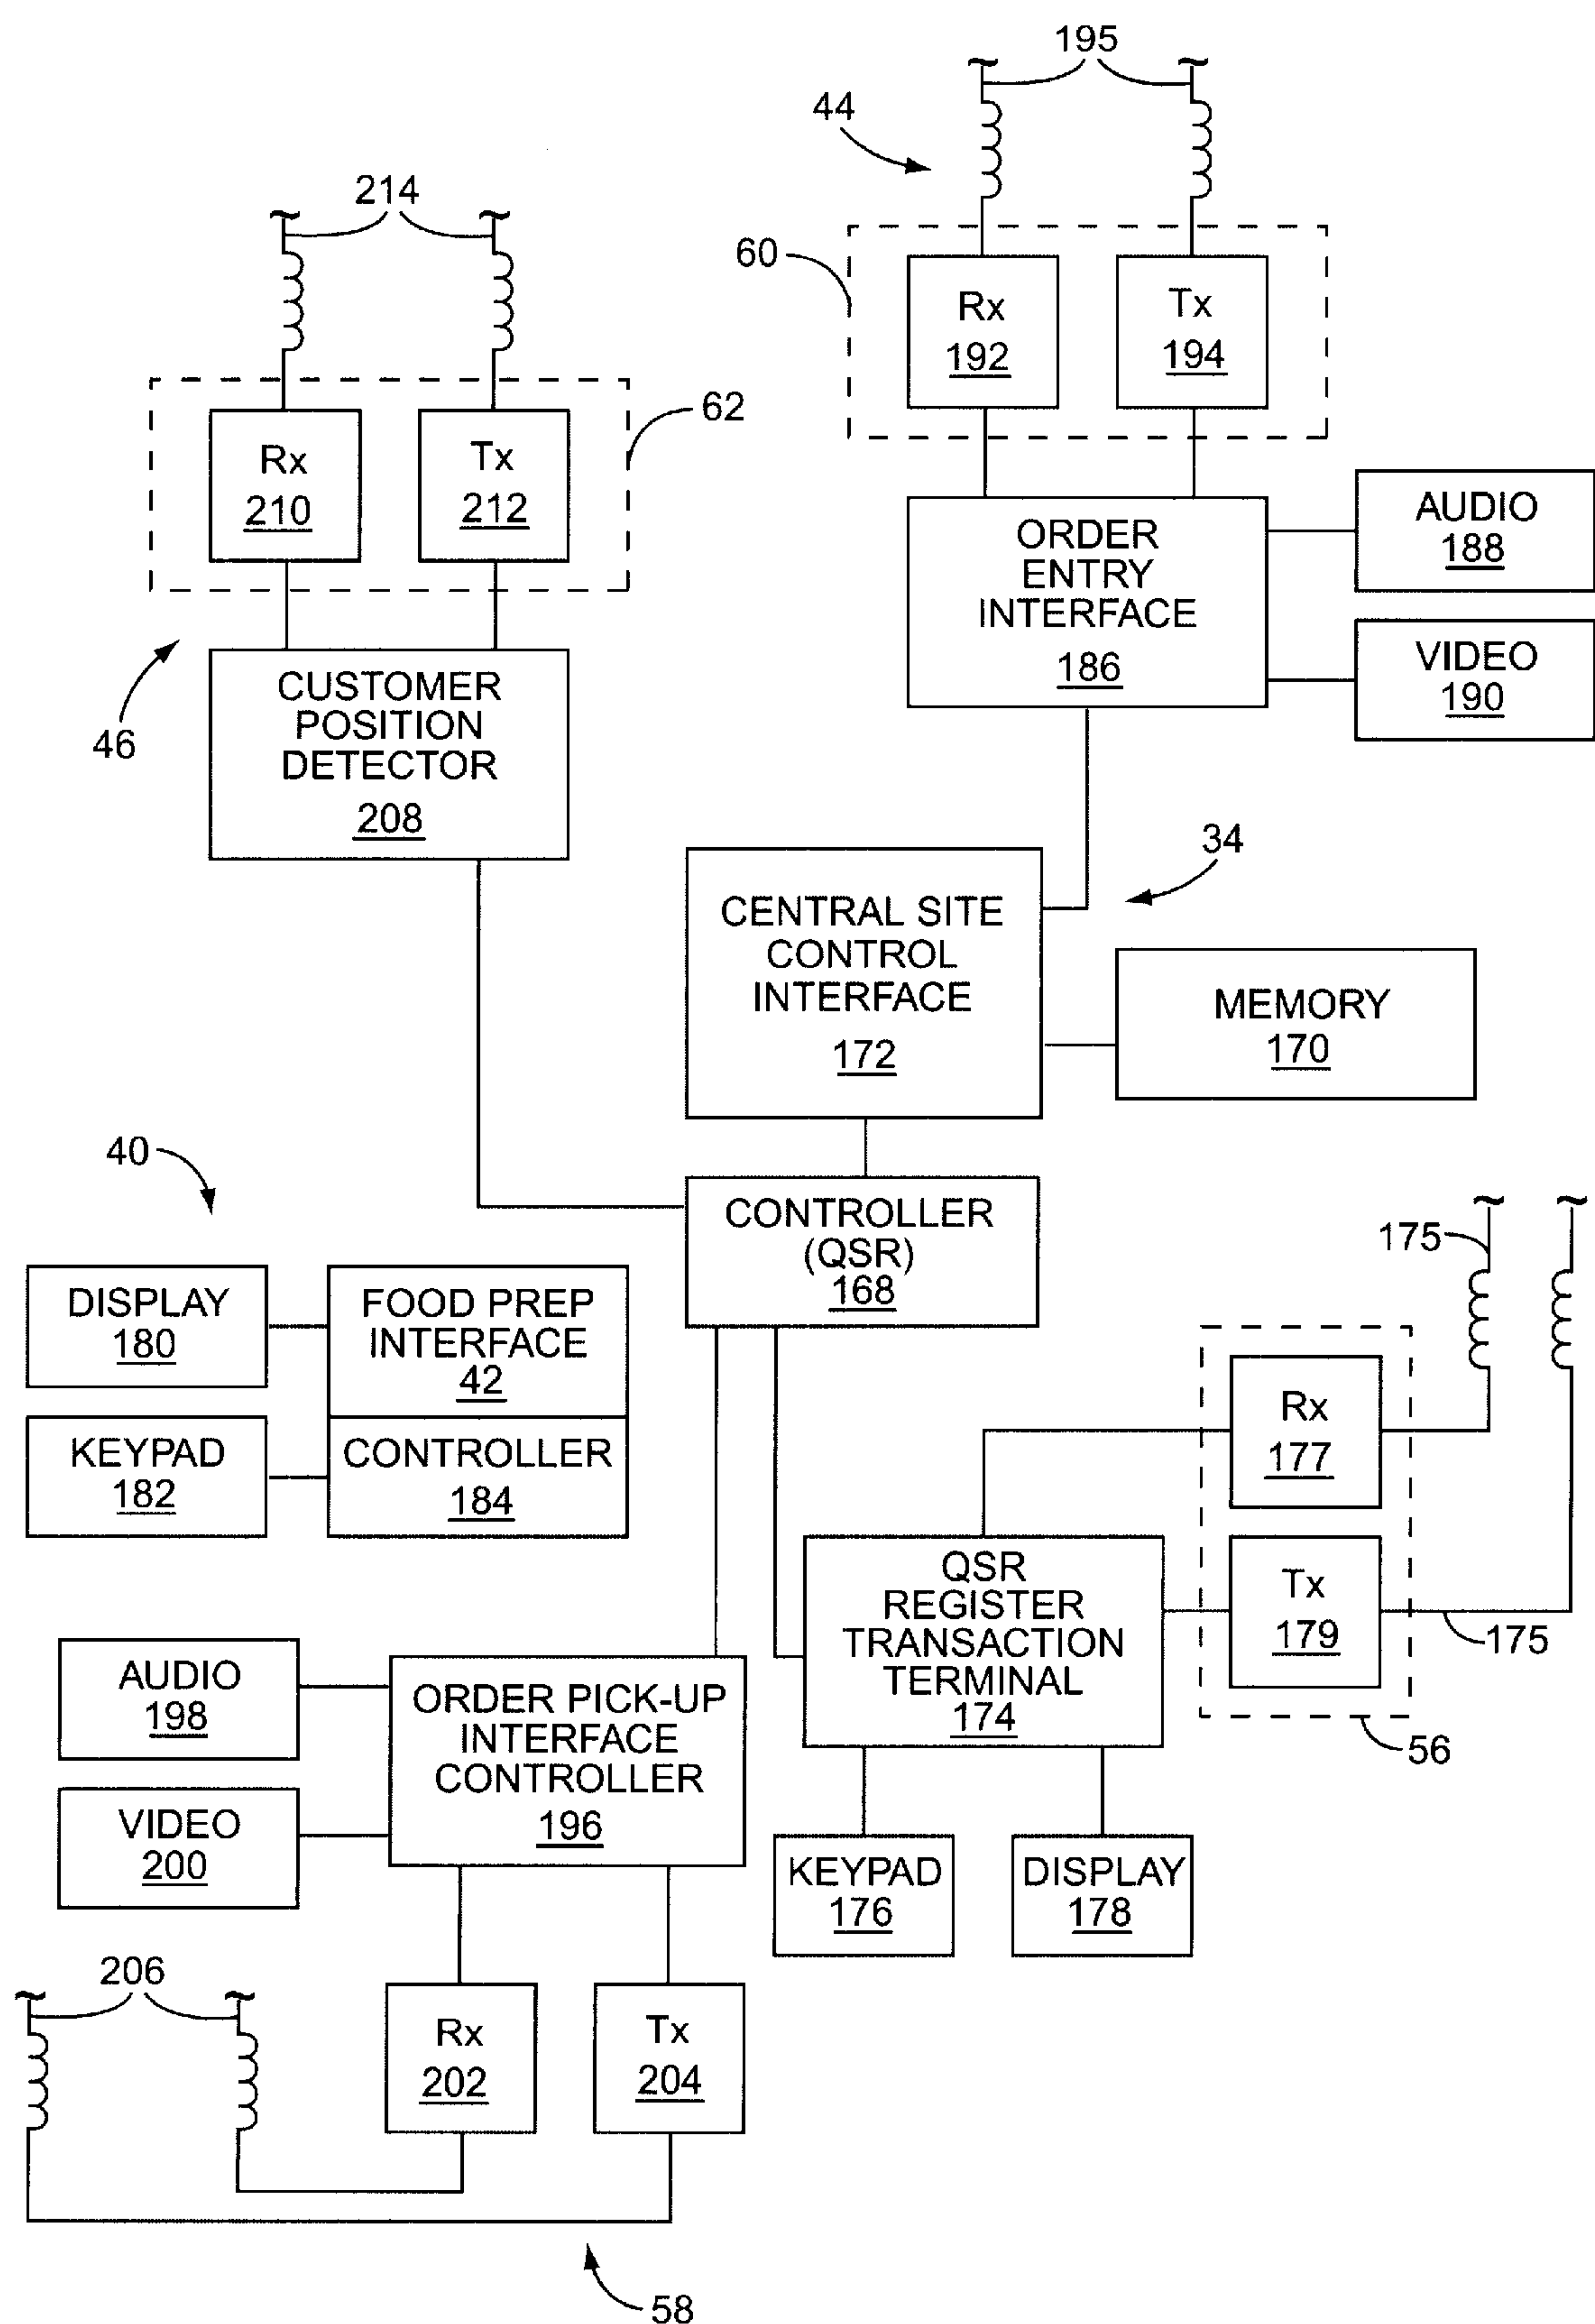 195
44
214
60
Rx
192
Tx
194
62
Rx
210
Tx
212
ORDER
ENTRY
INTERFACE
186
AUDIO
188
VIDEO
190
46
CUSTOMER
POSITION
DETECTOR
208
34
CENTRAL SITE
CONTROL
INTERFACE
172
MEMORY
170
40
CONTROLLER
(QSR)
168
175
DISPLAY
180
FOOD PREP
INTERFACE
42
KEYPAD
182
CONTROLLER
184
Rx
177
QSR
REGISTER
TRANSACTION
TERMINAL
174
Tx
179
175
56
AUDIO
198
VIDEO
200
ORDER PICK-UP
INTERFACE
CONTROLLER
196
KEYPAD
176
DISPLAY
178
206
Rx
202
Tx
204
58